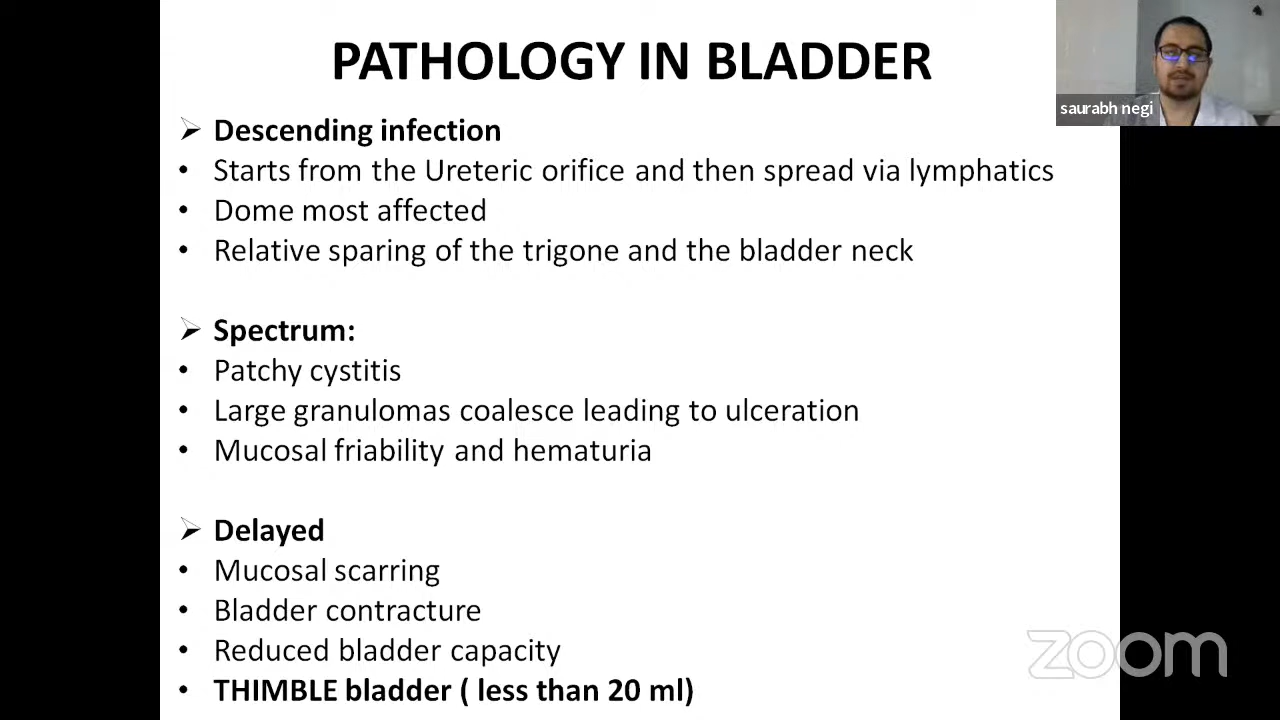 PATHOLOGY IN BLADDER
saurabh negi
➢ Descending infection
• Starts from the Ureteric orifice and then spread via lymphatics
• Dome most affected
• Relative sparing of the trigone and the bladder neck
➢ Spectrum:
• Patchy cystitis
• Large granulomas coalesce leading to ulceration
• Mucosal friability and hematuria
➢ Delayed
• Mucosal scarring
• Bladder contracture
• Reduced bladder capacity
• THIMBLE bladder ( less than 20 ml)
zoom